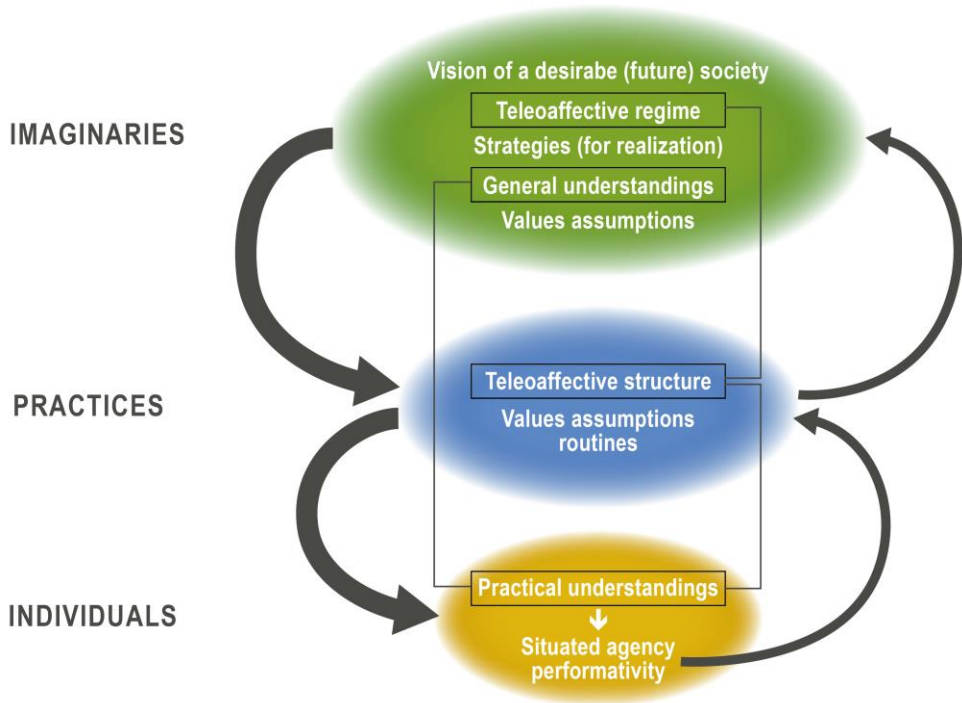 Vision of a desirabe (future) society
Teleoaffective regime
IMAGINARIES
Strategies (for realization)
General understandings
Values assumptions
Teleoaffective structure
PRACTICES
Values assumptions
routines
Practical understandings
INDIVIDUALS
Situated agency
performativity